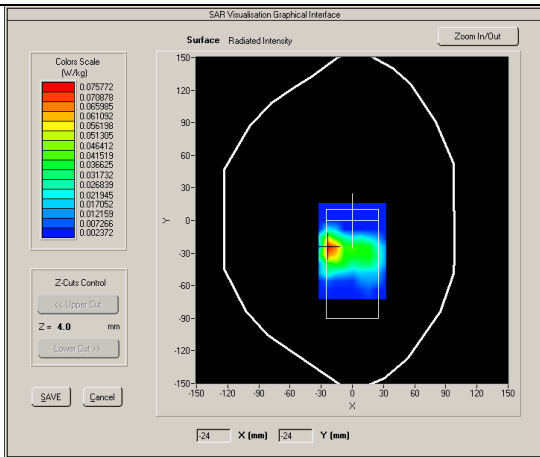 SAR Visualisation Graphical Interface
Surface Radiated Intensity
Zoom In/Out
Colors Scale
(W/kg)
0.075772
0.070878
0.065985
0.061092
0.056198
0.051305
0.046412
0.041519
0.036625
0.031732
0.026839
0.021945
0.017052
0.012159
0.007266
0.002372
Z-Cuts Control
<< Upper Cut
Z = 4.0 mm
Lower Cut >>
SAVE Cancel
150
120
90
60
30
0
-30
-60
-90
-120
-150
Y
-150 -120 -90 -60 -30 0 30 60 90 120 150
X
-24 X (mm) -24 Y (mm)